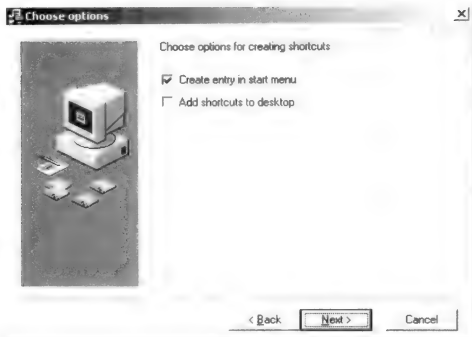 Choose options
Choose options for creating shortcuts
Create entry in start menu
Add shortcuts to desktop
< Back Next > Cancel